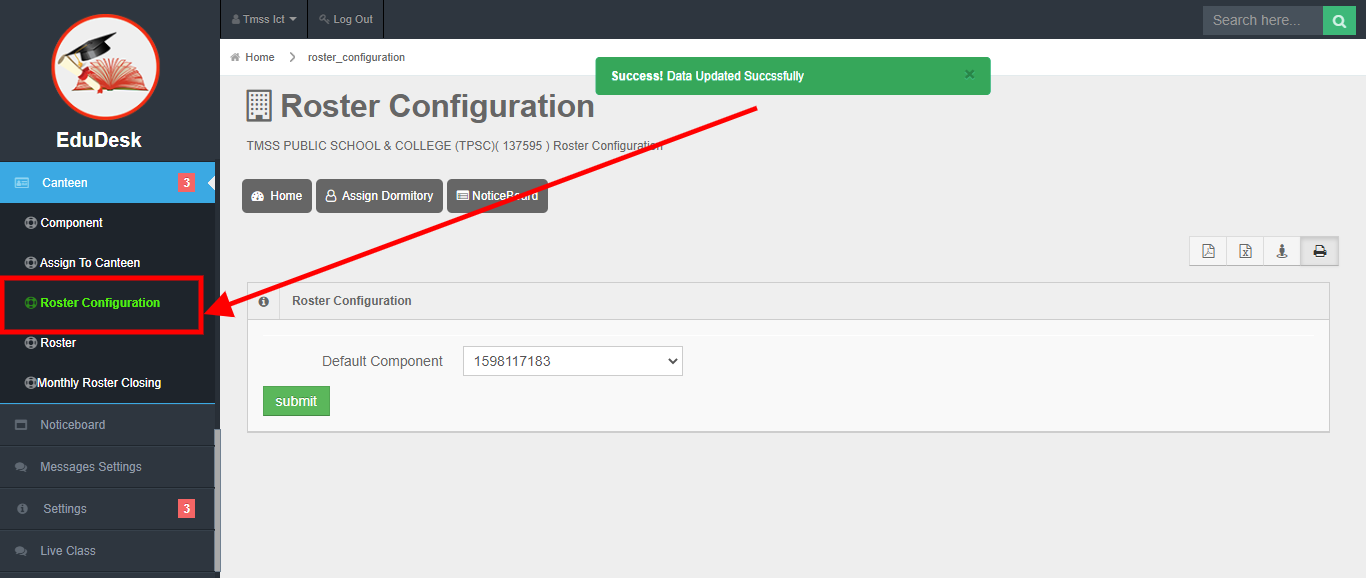 Tmss Ict
Log Out
Search here...
EduDesk
Home
roster_configuration
Success! Data Updated Succssfully
×
Roster Configuration
TMSS PUBLIC SCHOOL & COLLEGE (TPSC)( 137595 ) Roster Configuration
Home
Assign Dormitory
NoticeBoard
Canteen 3
Component
Assign To Canteen
Roster Configuration
Roster
Monthly Roster Closing
Noticeboard
Messages Settings
Settings 3
Live Class
Roster Configuration
Default Component 1598117183
submit